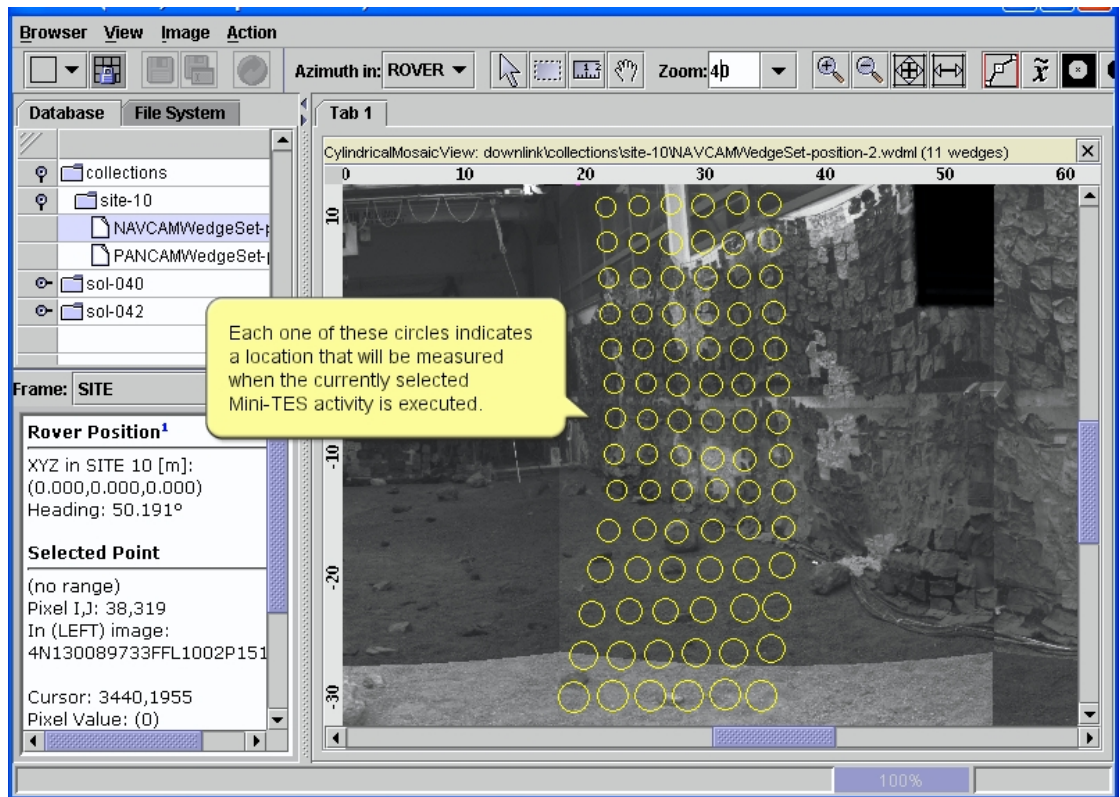 Browser View Image Action
Azimuth in: ROVER Zoom: 40
Database File System Tab 1
collections
site-10
NAVCAMWedgeSet-p
PANCAMWedgeSet-
sol-040
sol-042
CylindricalMosaicView: downlink\collections\site-10\NAVCAMWedgeSet-position-2.wdml (11 wedges)
0 10 20 30 40 50 60
10
-10
-20
-30
Each one of these circles indicates
a location that will be measured
when the currently selected
Mini-TES activity is executed.
Frame: SITE
Rover Position¹
XYZ in SITE 10 [m]:
(0.000,0.000,0.000)
Heading: 50.191º
Selected Point
(no range)
Pixel I,J: 38,319
In (LEFT) image:
4N130089733FFL1002P151
Cursor: 3440,1955
Pixel Value: (0)
100%